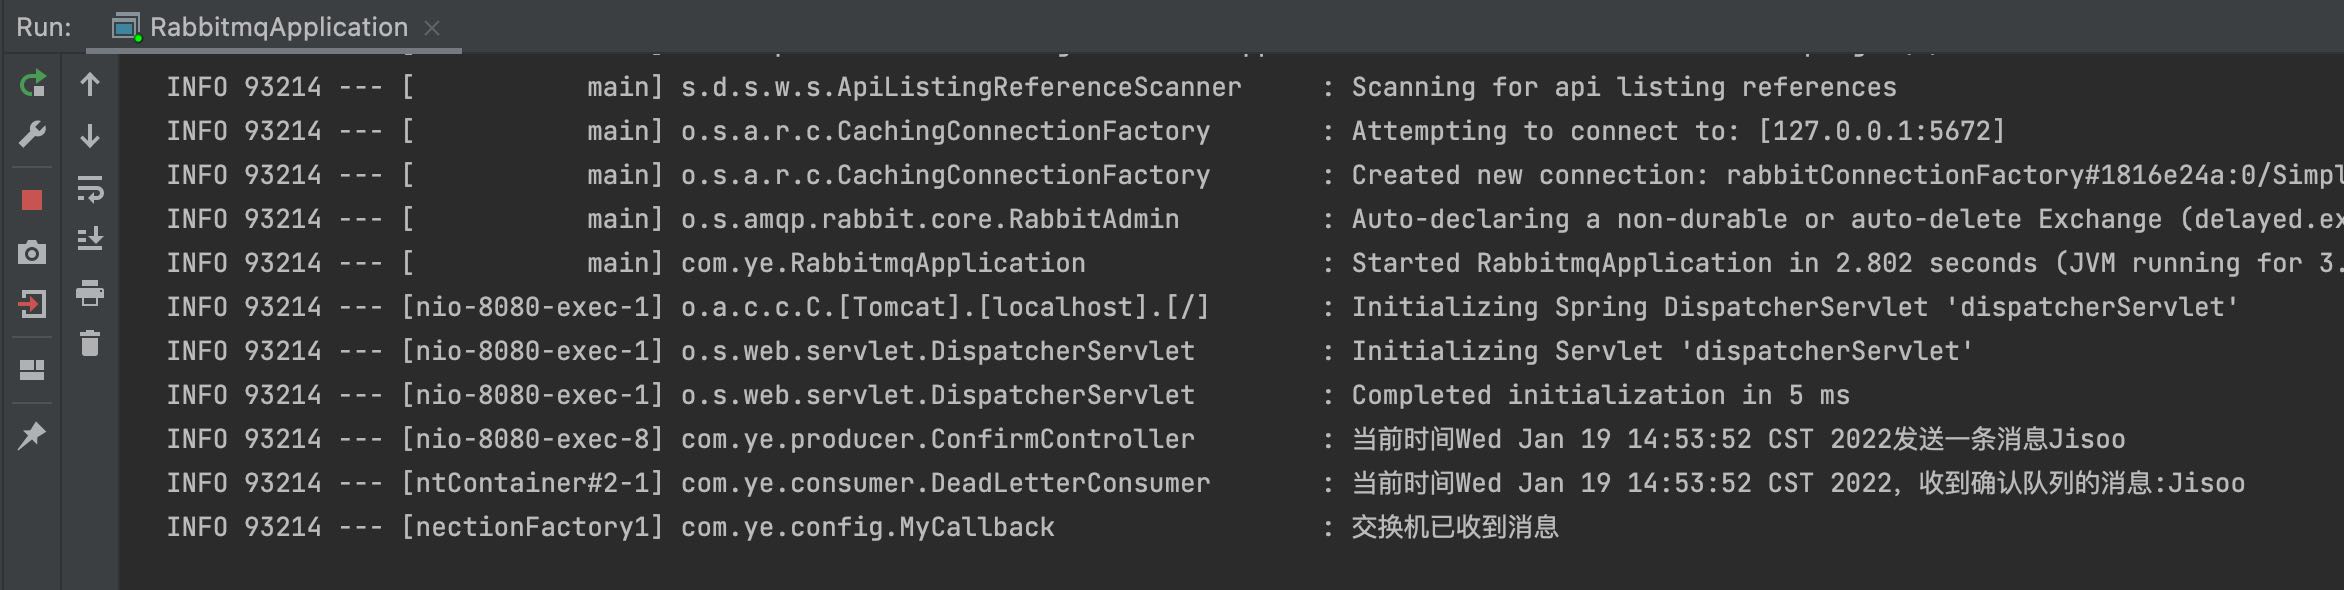 Run: RabbitmqApplication
INFO 93214 --- [           main] s.d.s.w.s.ApiListingReferenceScanner     : Scanning for api listing references
INFO 93214 --- [           main] o.s.a.r.c.CachingConnectionFactory       : Attempting to connect to: [127.0.0.1:5672]
INFO 93214 --- [           main] o.s.a.r.c.CachingConnectionFactory       : Created new connection: rabbitConnectionFactory#1816e24a:0/Simpl
INFO 93214 --- [           main] o.s.amqp.rabbit.core.RabbitAdmin         : Auto-declaring a non-durable or auto-delete Exchange (delayed.ex
INFO 93214 --- [           main] com.ye.RabbitmqApplication               : Started RabbitmqApplication in 2.802 seconds (JVM running for 3.
INFO 93214 --- [nio-8080-exec-1] o.a.c.c.C.[Tomcat].[localhost].[/]       : Initializing Spring DispatcherServlet 'dispatcherServlet'
INFO 93214 --- [nio-8080-exec-1] o.s.web.servlet.DispatcherServlet        : Initializing Servlet 'dispatcherServlet'
INFO 93214 --- [nio-8080-exec-1] o.s.web.servlet.DispatcherServlet        : Completed initialization in 5 ms
INFO 93214 --- [nio-8080-exec-8] com.ye.producer.ConfirmController        : 当前时间Wed Jan 19 14:53:52 CST 2022发送一条消息Jisoo
INFO 93214 --- [ntContainer#2-1] com.ye.consumer.DeadLetterConsumer       : 当前时间Wed Jan 19 14:53:52 CST 2022，收到确认队列的消息:Jisoo
INFO 93214 --- [nectionFactory1] com.ye.config.MyCallback                 : 交换机已收到消息